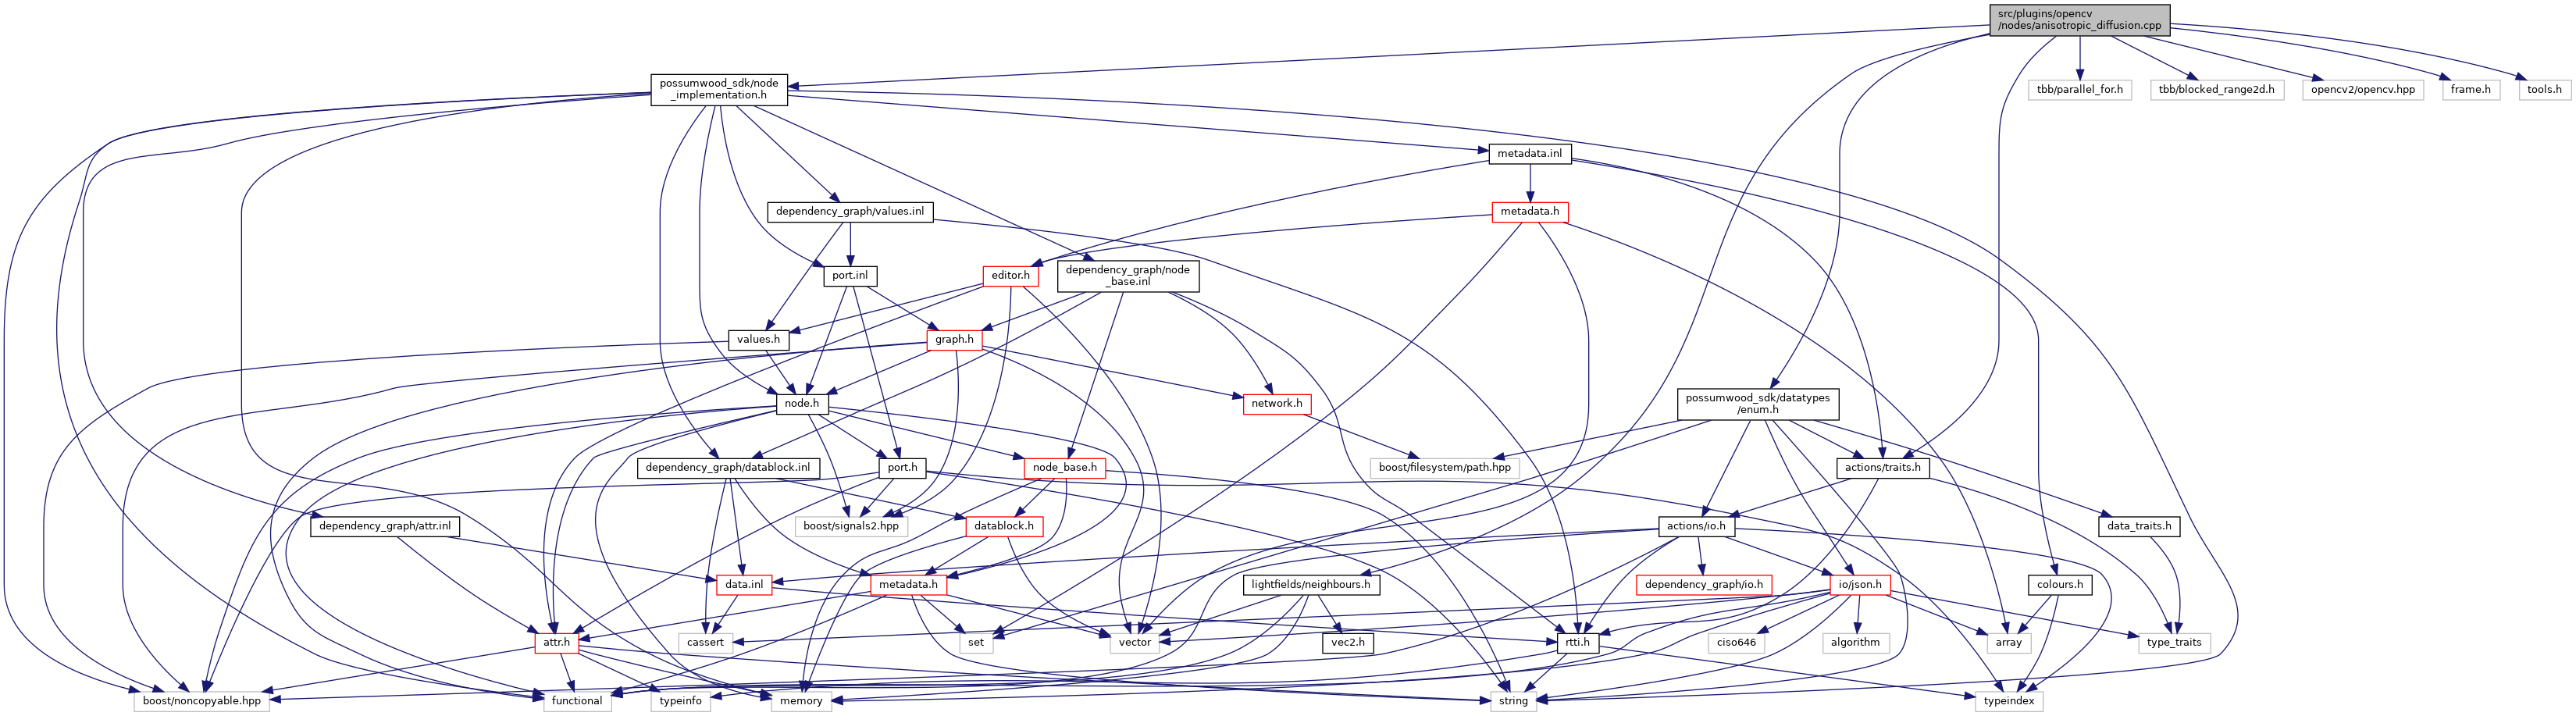 src/plugins/opencv
/nodes/anisotropic_diffusion.cpp
possumwood_sdk/node
_implementation.h
tbb/parallel_for.h
tbb/blocked_range2d.h
opencv2/opencv.hpp
frame.h
tools.h
metadata.inl
dependency_graph/values.inl
metadata.h
port.inl
editor.h
dependency_graph/node
_base.inl
values.h
graph.h
node.h
network.h
possumwood_sdk/datatypes
/enum.h
dependency_graph/datablock.inl
port.h
node_base.h
boost/filesystem/path.hpp
actions/traits.h
dependency_graph/attr.inl
boost/signals2.hpp
datablock.h
actions/io.h
data_traits.h
data.inl
metadata.h
lightfields/neighbours.h
dependency_graph/io.h
io/json.h
colours.h
attr.h
cassert
set
vector
vec2.h
rtti.h
ciso646
algorithm
array
type_traits
boost/noncopyable.hpp
functional
typeinfo
memory
string
typeindex